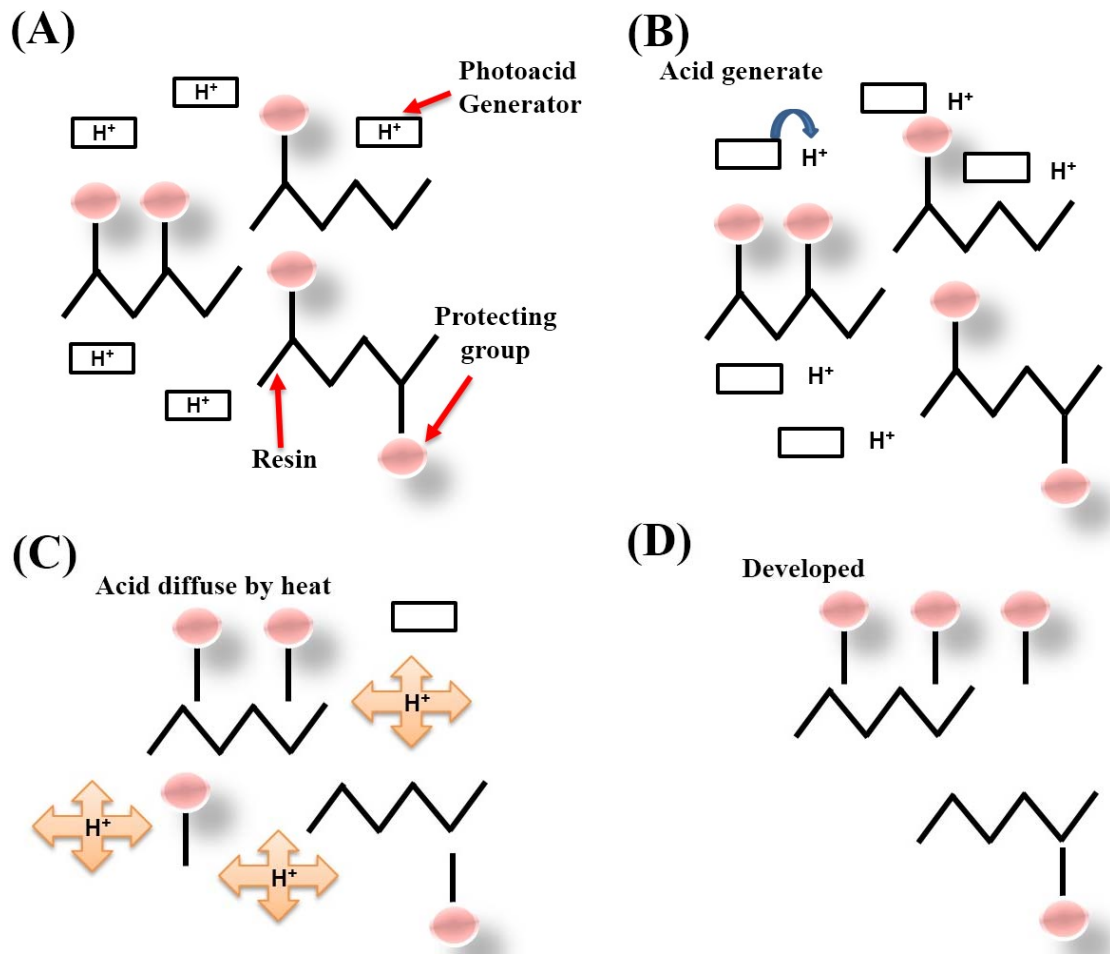 (A)
Photoacid
Generator
H⁺
H⁺
H⁺
Protecting
group
H⁺
H⁺
Resin
(B)
Acid generate
H⁺
H⁺
H⁺
H⁺
H⁺
(C)
Acid diffuse by heat
H⁺
H⁺
H⁺
(D)
Developed